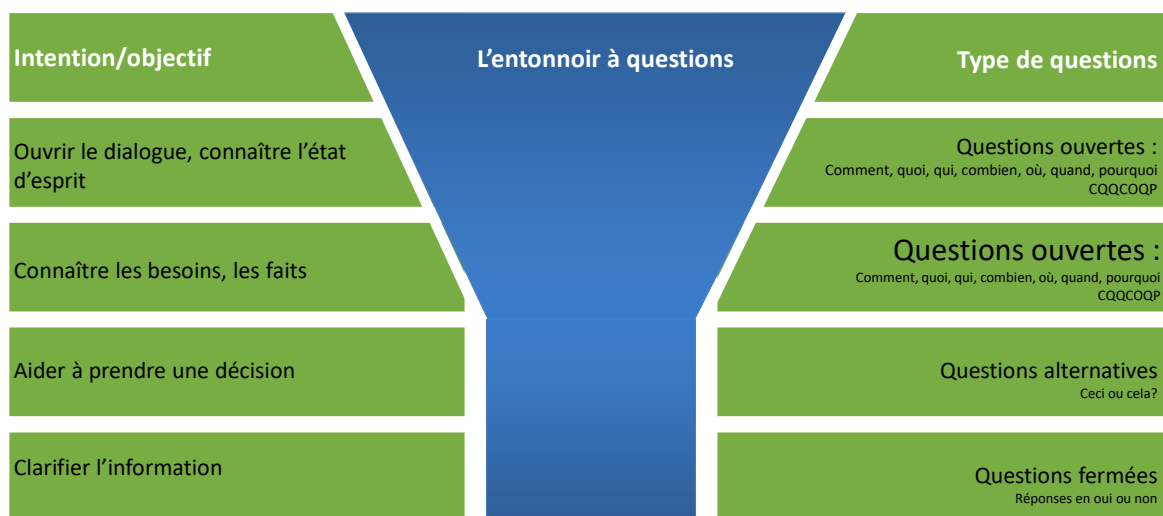 Intention/objectif
L'entonnoir à questions
Type de questions
Ouvrir le dialogue, connaître l'état
d'esprit
Questions ouvertes :
Comment, quoi, qui, combien, où, quand, pourquoi
CQQCOQP
Connaître les besoins, les faits
Questions ouvertes :
Comment, quoi, qui, combien, où, quand, pourquoi
CQQCOQP
Aider à prendre une décision
Questions alternatives
Ceci ou cela?
Clarifier l'information
Questions fermées
Réponses en oui ou non